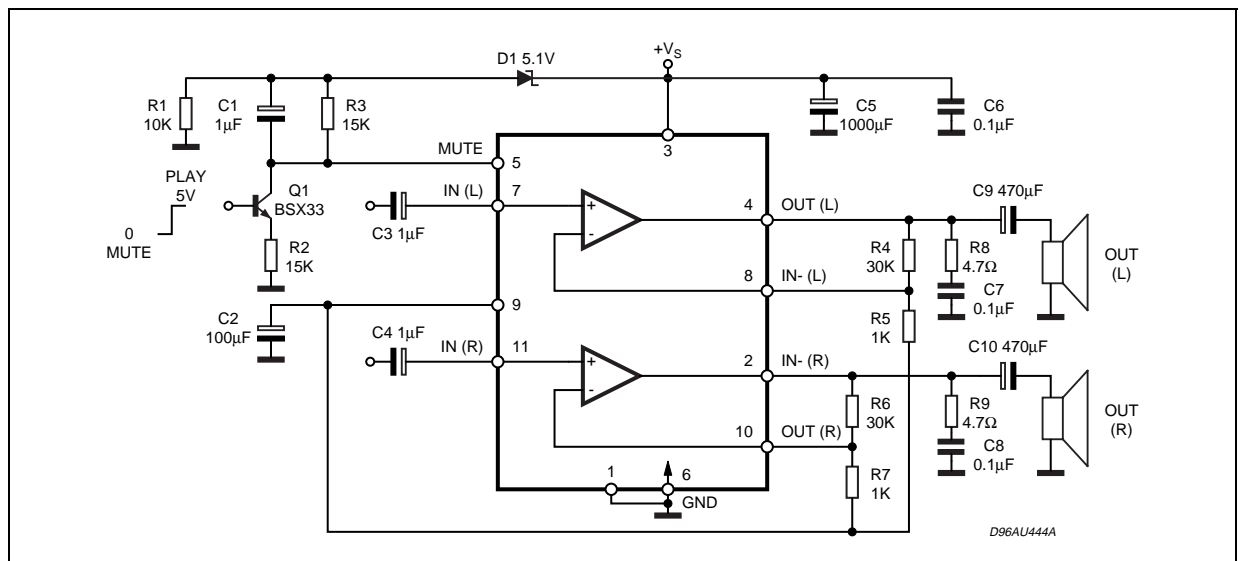 D1 5.1V
+VS
R1
10K
C1
1µF
R3
15K
C5
1000µF
C6
0.1µF
MUTE
5
3
PLAY
5V
0
MUTE
Q1
BSX33
R2
15K
IN (L)
7
C3 1µF
+
-
4
OUT (L)
C9 470µF
R4
30K
R8
4.7Ω
C7
0.1µF
OUT
(L)
8
IN- (L)
R5
1K
9
C2
100µF
C4 1µF
IN (R)
11
+
-
2
IN- (R)
C10 470µF
R6
30K
R9
4.7Ω
C8
0.1µF
OUT
(R)
10
OUT (R)
R7
1K
1
6
GND
D96AU444A